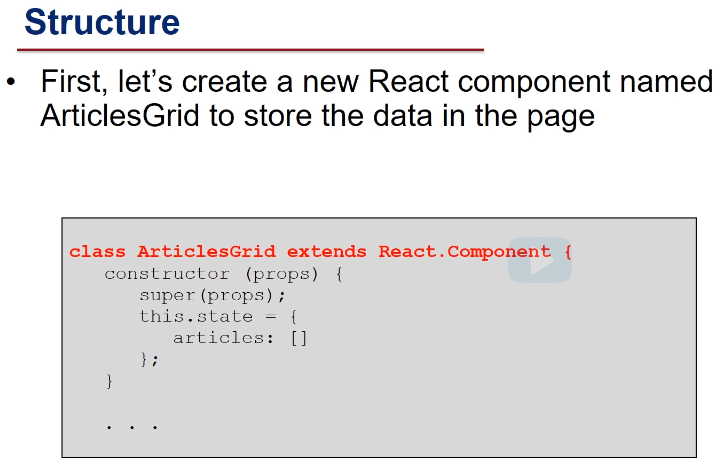 Structure
• First, let's create a new React component named
ArticlesGrid to store the data in the page
class ArticlesGrid extends React.Component {
constructor (props) {
super(props);
this.state = {
articles: []
};
}
. . .